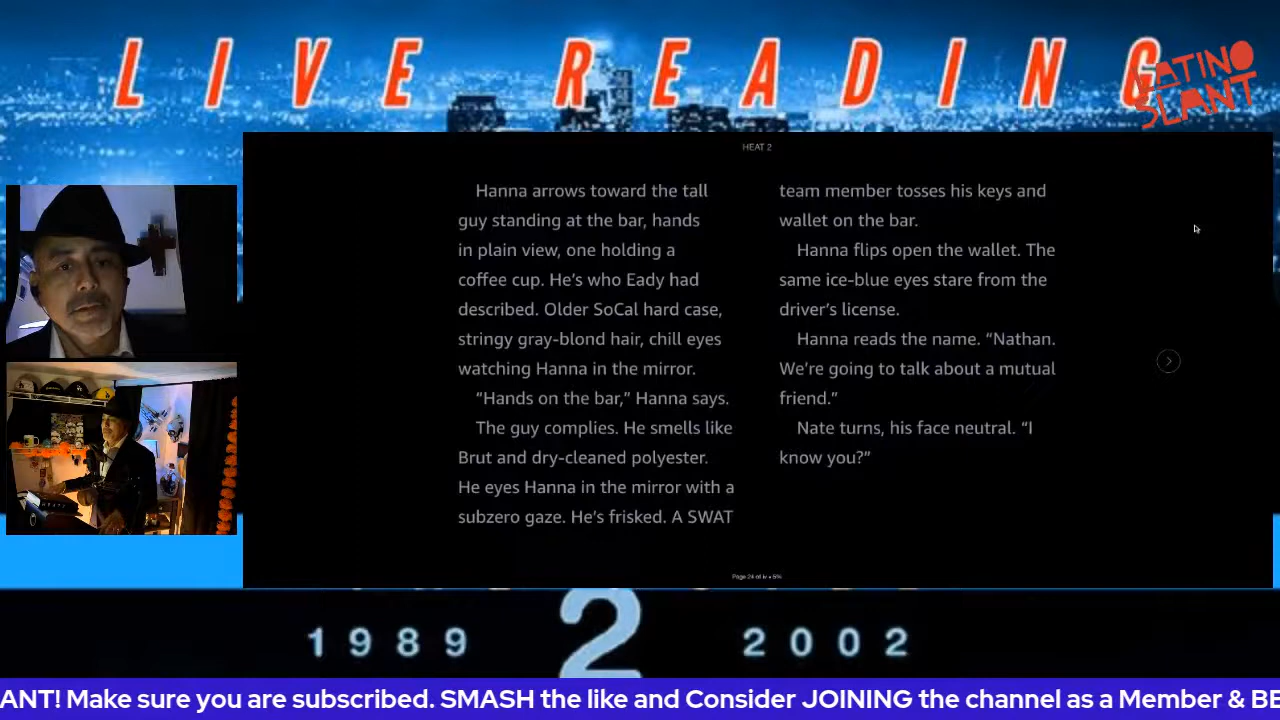 LIVE READING
LATINO
SLANT
HEAT 2
Hanna arrows toward the tall
guy standing at the bar, hands
in plain view, one holding a
coffee cup. He’s who Eady had
described. Older SoCal hard case,
stringy gray-blond hair, chill eyes
watching Hanna in the mirror.
“Hands on the bar,” Hanna says.
The guy complies. He smells like
Brut and dry-cleaned polyester.
He eyes Hanna in the mirror with a
subzero gaze. He’s frisked. A SWAT
team member tosses his keys and
wallet on the bar.
Hanna flips open the wallet. The
same ice-blue eyes stare from the
driver’s license.
Hanna reads the name. “Nathan.
We’re going to talk about a mutual
friend.”
Nate turns, his face neutral. “I
know you?”
Page 24 of iv • 5%
1989 2 2002
ANT! Make sure you are subscribed. SMASH the like and Consider JOINING the channel as a Member & BE